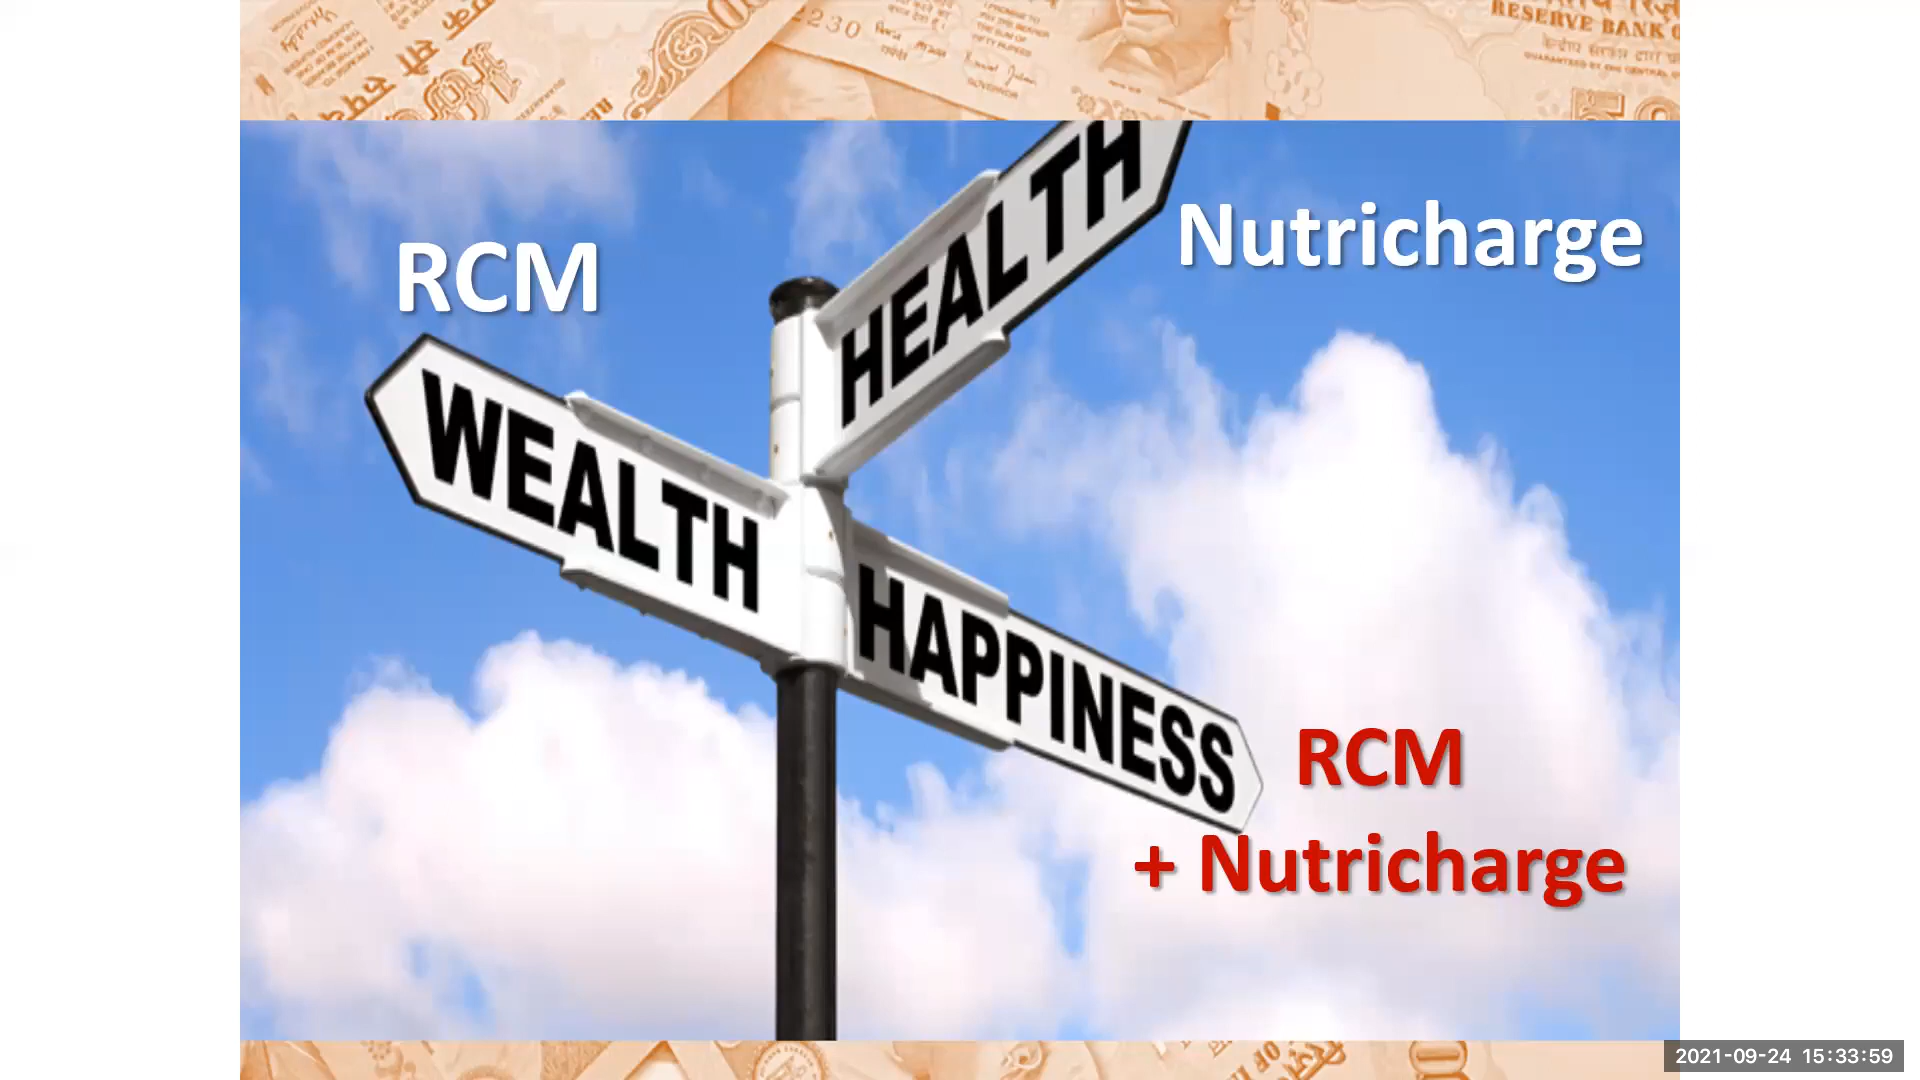 RESERVE BANK O
RCM
Nutricharge
HEALTH
WEALTH
HAPPINESS
RCM
+ Nutricharge
2021-09-24 15:33:59